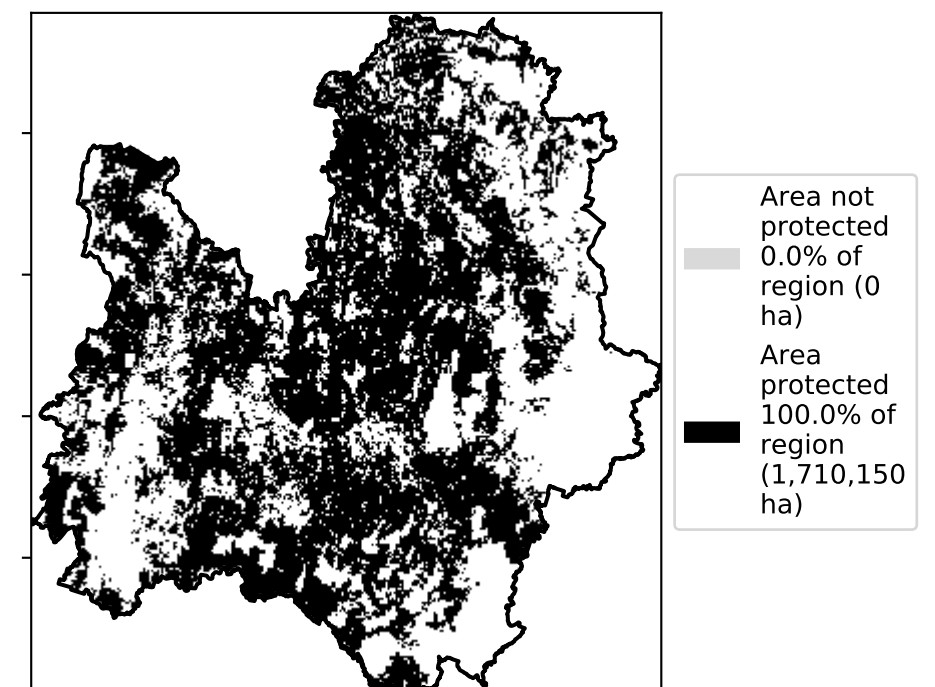 Area not
protected
0.0% of
region (0
ha)
Area
protected
100.0% of
region
(1,710,150
ha)